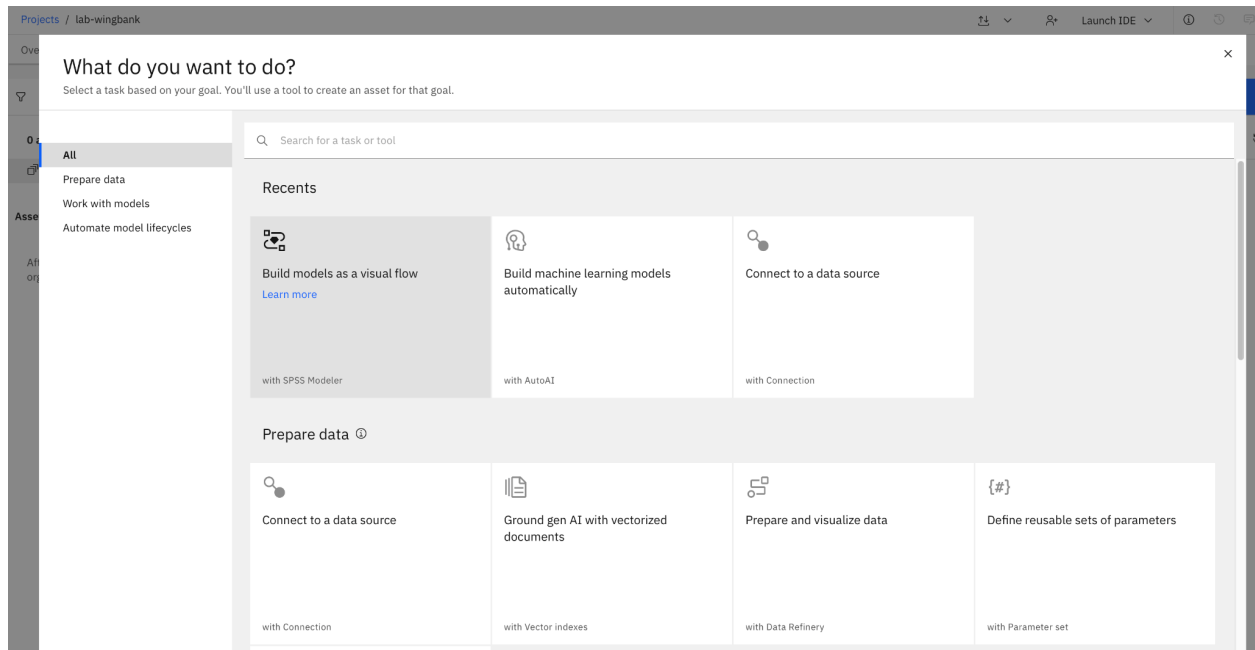 Projects / lab-wingbank
Launch IDE
Ove
What do you want to do?
Select a task based on your goal. You'll use a tool to create an asset for that goal.
0 a
Search for a task or tool
All
Prepare data
Work with models
Automate model lifecycles
Asse
Aft
org
Recents
Build models as a visual flow
Learn more
with SPSS Modeler
Build machine learning models
automatically
with AutoAI
Connect to a data source
with Connection
Prepare data
Connect to a data source
with Connection
Ground gen AI with vectorized
documents
with Vector indexes
Prepare and visualize data
with Data Refinery
{#}
Define reusable sets of parameters
with Parameter set